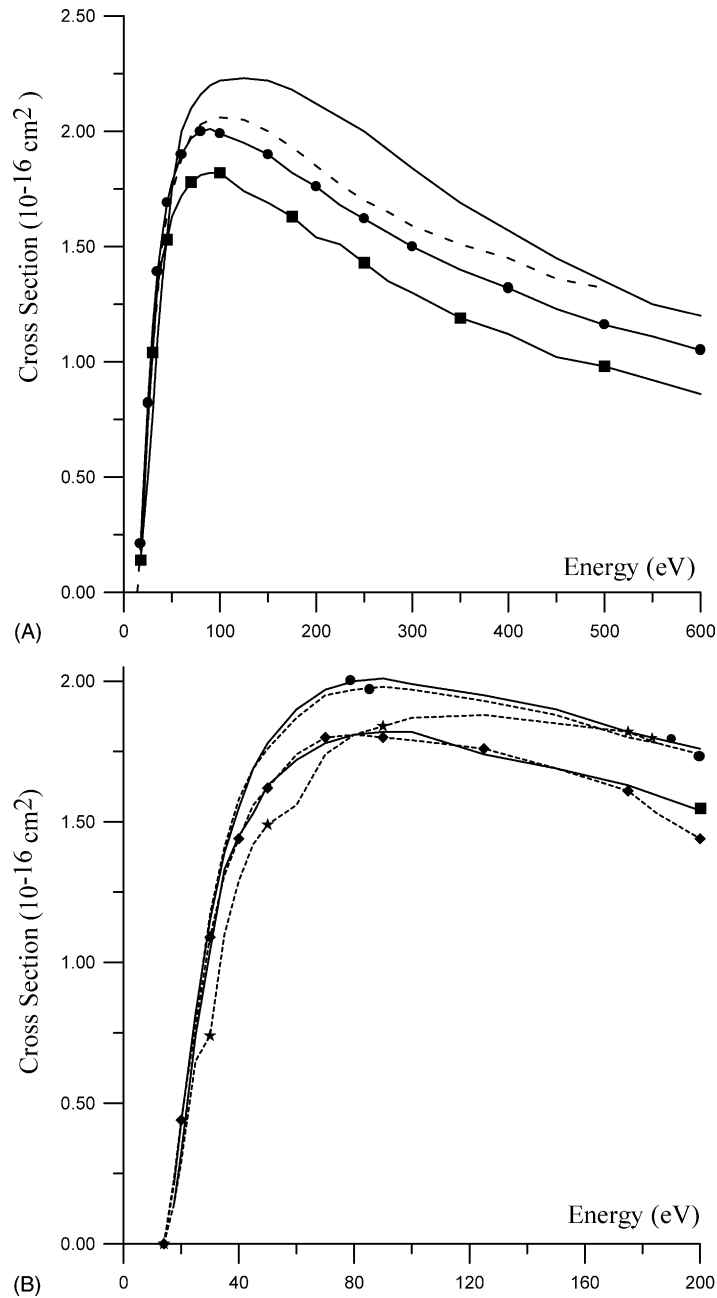 2.50
2.00
1.50
1.00
0.50
0.00
Cross Section (10-16 cm2 )
Energy (eV)
(A)
0 100 200 300 400 500 600
2.00
1.50
1.00
0.50
0.00
Cross Section (10-16 cm2)
Energy (eV)
(B)
0 40 80 120 160 200